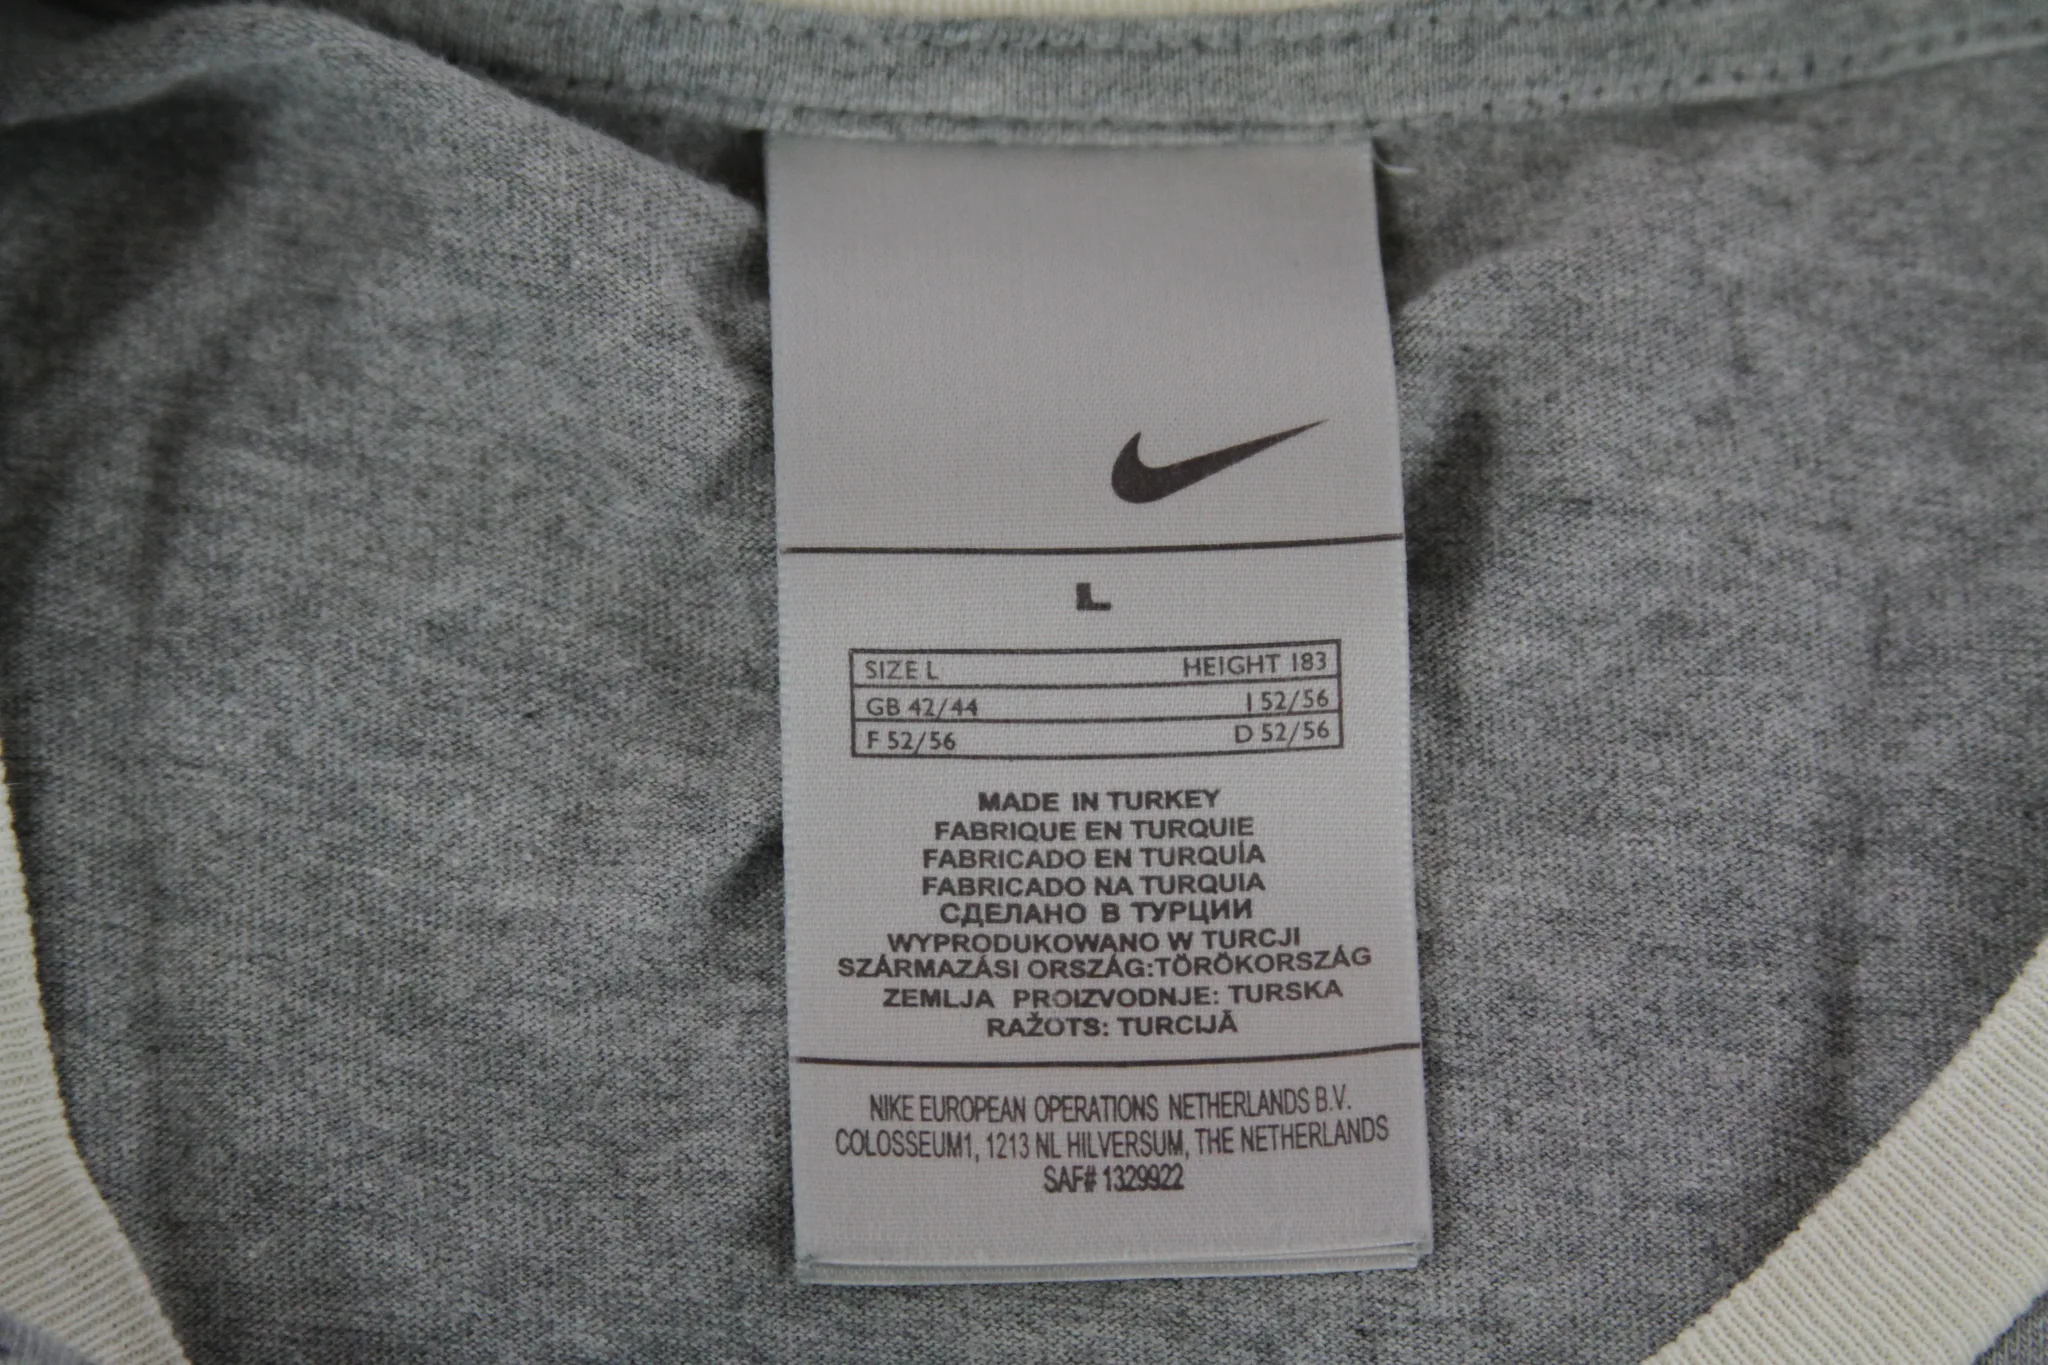 L
SIZE L HEIGHT 183
GB 42/44 I 52/56
F 52/56 D 52/56
MADE IN TURKEY
FABRIQUE EN TURQUIE
FABRICADO EN TURQUÍA
FABRICADO NA TURQUIA
СДЕЛАНО В ТУРЦИИ
WYPRODUKOWANO W TURCJI
SZÁRMAZÁSI ORSZÁG:TÖRÖKORSZÁG
ZEMLJA PROIZVODNJE: TURSKA
RAŽOTS: TURCIJĀ
NIKE EUROPEAN OPERATIONS NETHERLANDS B.V.
COLOSSEUM1, 1213 NL HILVERSUM, THE NETHERLANDS
SAF# 1329922